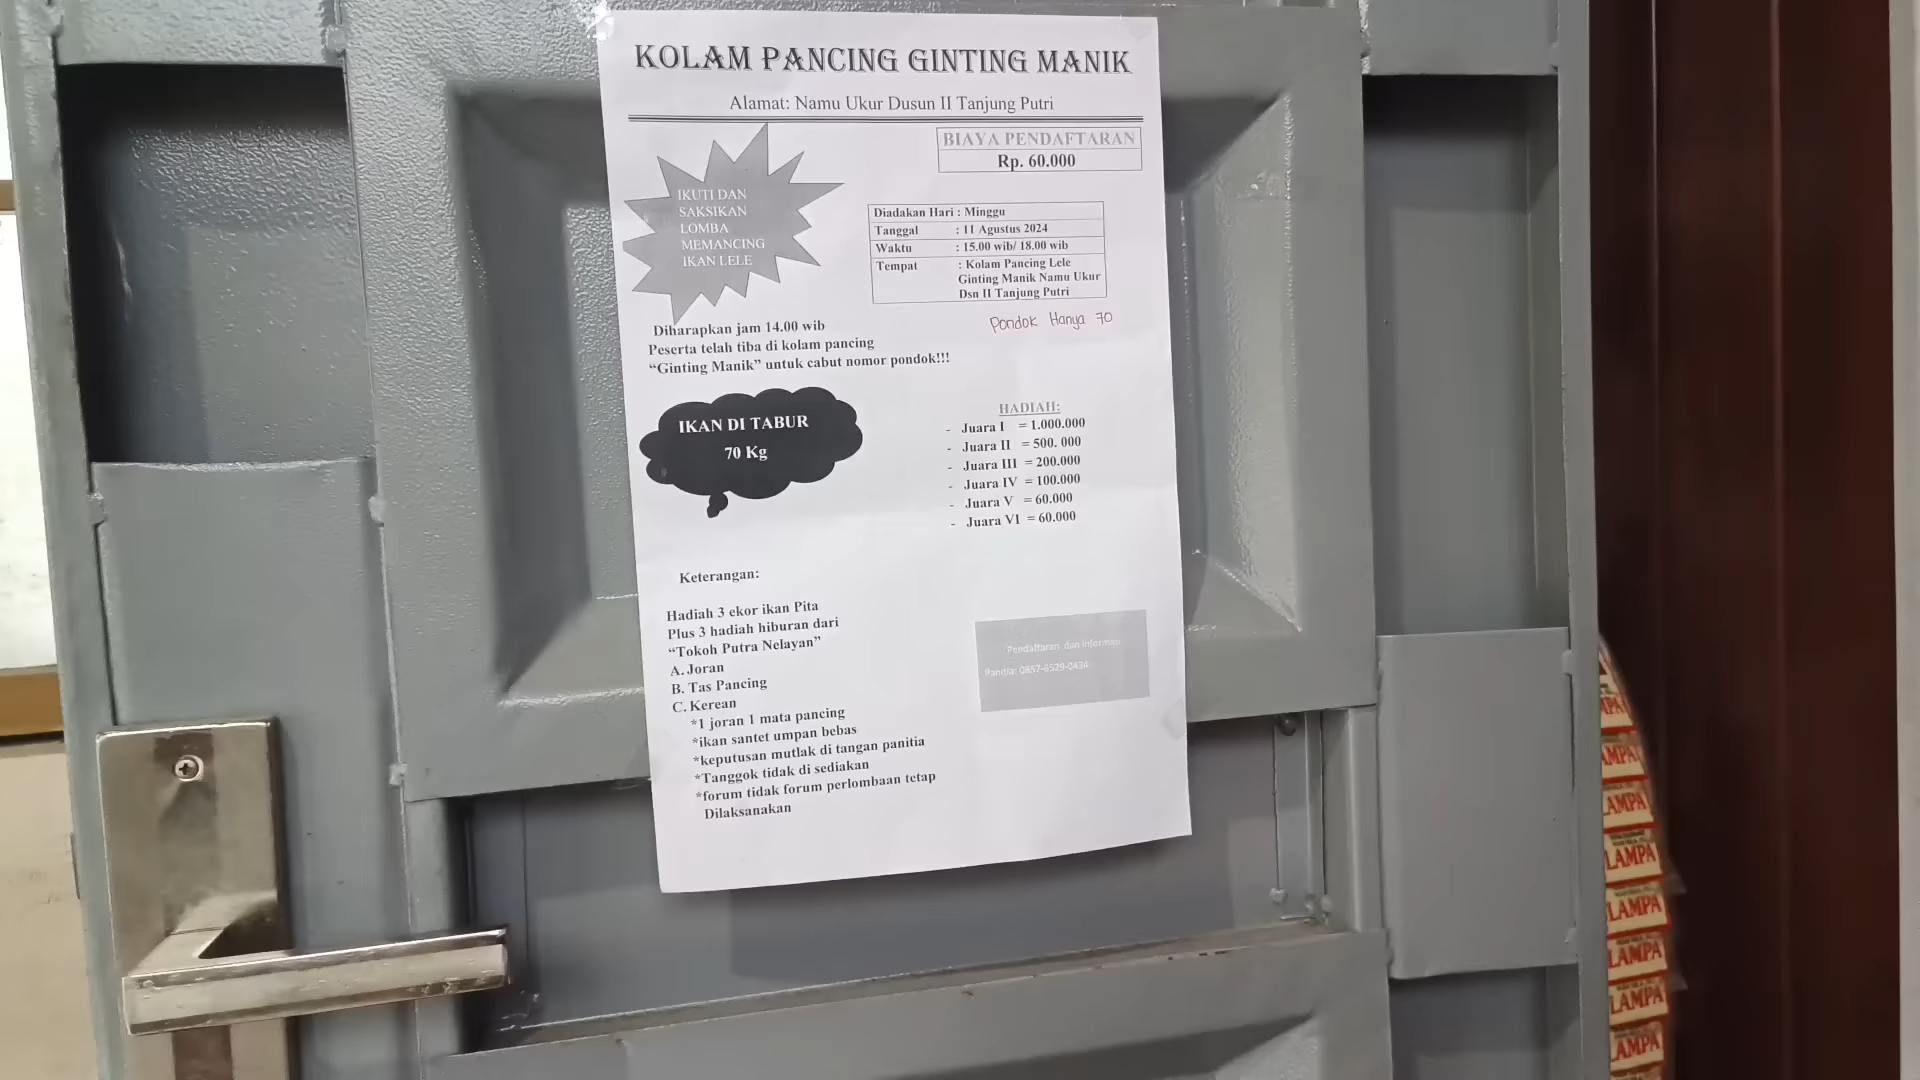 KOLAM PANCING GINTING MANIK
Alamat: Namu Ukur Dusun II Tanjung Putri
BIAYA PENDAFTARAN
Rp. 60.000
IKUTI DAN
SAKSIKAN
LOMBA
MEMANCING
IKAN LELE
Diadakan Hari : Minggu
Tanggal : 11 Agustus 2024
Waktu : 15.00 wib/ 18.00 wib
Tempat : Kolam Pancing Lele
Ginting Manik Namu Ukur
Dsn II Tanjung Putri
Pondok Hanya 70
Diharapkan jam 14.00 wib
Peserta telah tiba di kolam pancing
“Ginting Manik” untuk cabut nomor pondok!!!
IKAN DI TABUR
70 Kg
HADIAH:
- Juara I = 1.000.000
- Juara II = 500. 000
- Juara III = 200.000
- Juara IV = 100.000
- Juara V = 60.000
- Juara VI = 60.000
Keterangan:
Hadiah 3 ekor ikan Pita
Plus 3 hadiah hiburan dari
“Tokoh Putra Nelayan”
A. Joran
B. Tas Pancing
C. Kerean
*1 joran 1 mata pancing
*ikan santet umpan bebas
*keputusan mutlak di tangan panitia
*Tanggok tidak di sediakan
*forum tidak forum perlombaan tetap
Dilaksanakan
Pendaftaran dan informasi
Panitia: 0857-6529-0434
LAMPA
LAMPA
LAMPA
LAMPA
LAMPA
LAMPA
LAMPA